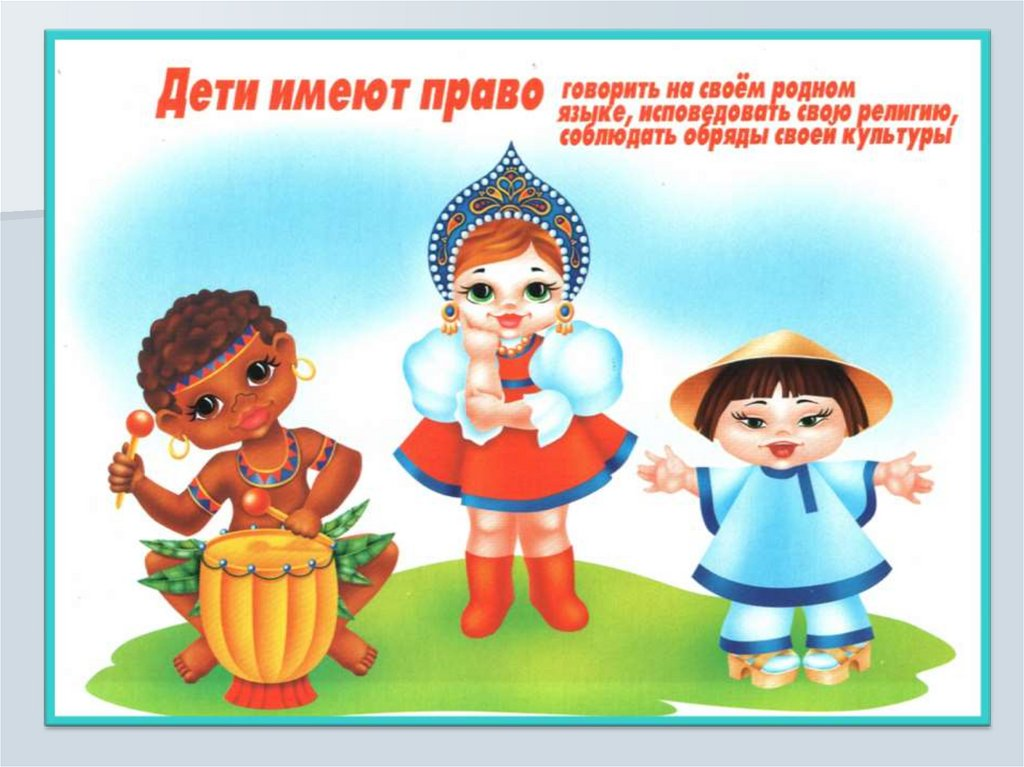 Дети имеют право
говорить на своём родном
языке, исповедовать свою религию,
соблюдать обряды своей культуры